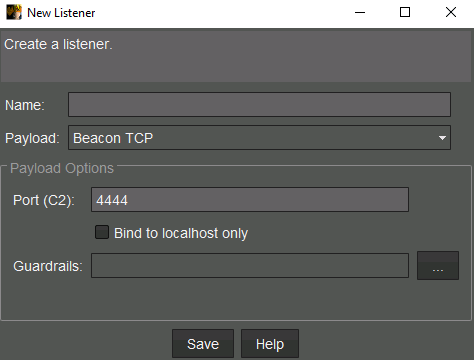 New Listener
Create a listener.
Name:
Payload: Beacon TCP
Payload Options
Port (C2): 4444
Bind to localhost only
Guardrails: ...
Save Help